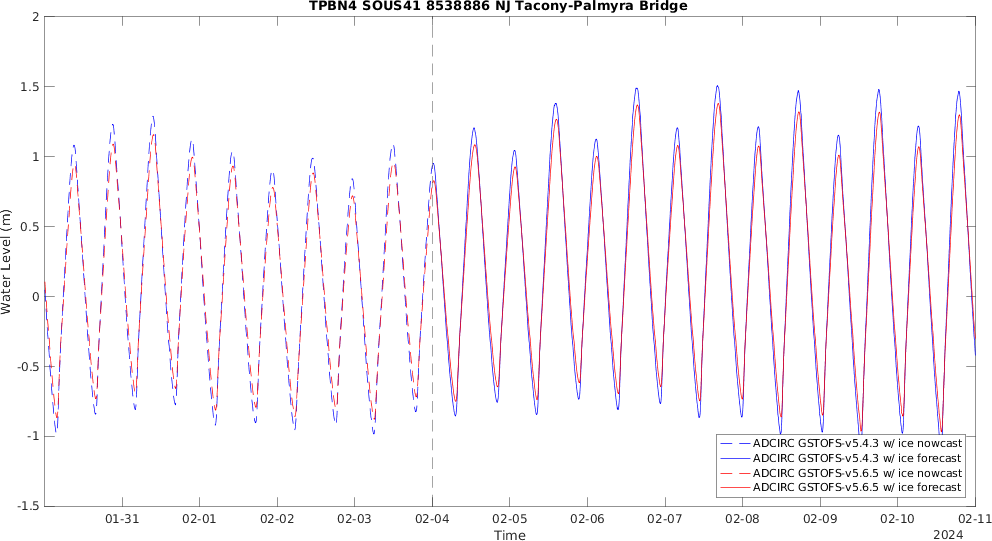 TPBN4 SOUS41 8538886 NJ Tacony-Palmyra Bridge
2
1.5
1
0.5
0
-0.5
-1
-1.5
Water Level (m)
ADCIRC GSTOFS-v5.4.3 w/ ice nowcast
ADCIRC GSTOFS-v5.4.3 w/ ice forecast
ADCIRC GSTOFS-v5.6.5 w/ ice nowcast
ADCIRC GSTOFS-v5.6.5 w/ ice forecast
01-31 02-01 02-02 02-03 02-04 02-05 02-06 02-07 02-08 02-09 02-10 02-11
Time
2024